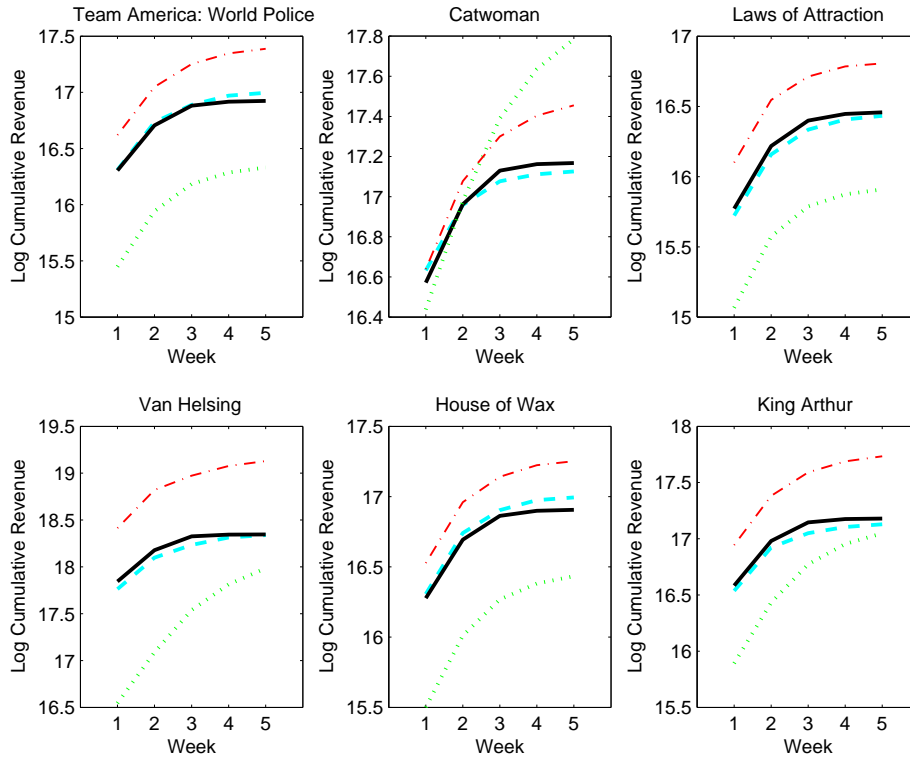 Team America: World Police
17.5
17
16.5
16
15.5
15
Log Cumulative Revenue
1 2 3 4 5
Week
Catwoman
17.8
17.6
17.4
17.2
17
16.8
16.6
16.4
Log Cumulative Revenue
1 2 3 4 5
Week
Laws of Attraction
17
16.5
16
15.5
15
Log Cumulative Revenue
1 2 3 4 5
Week
Van Helsing
19.5
19
18.5
18
17.5
17
16.5
Log Cumulative Revenue
1 2 3 4 5
Week
House of Wax
17.5
17
16.5
16
15.5
Log Cumulative Revenue
1 2 3 4 5
Week
King Arthur
18
17.5
17
16.5
16
15.5
Log Cumulative Revenue
1 2 3 4 5
Week